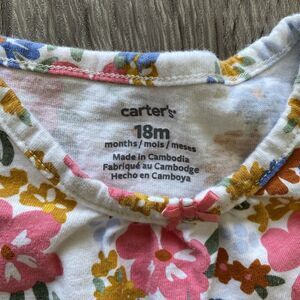 carter's
18m
months / mois / meses
Made in Cambodia
Fabriqué au Cambodge
Hecho en Camboya